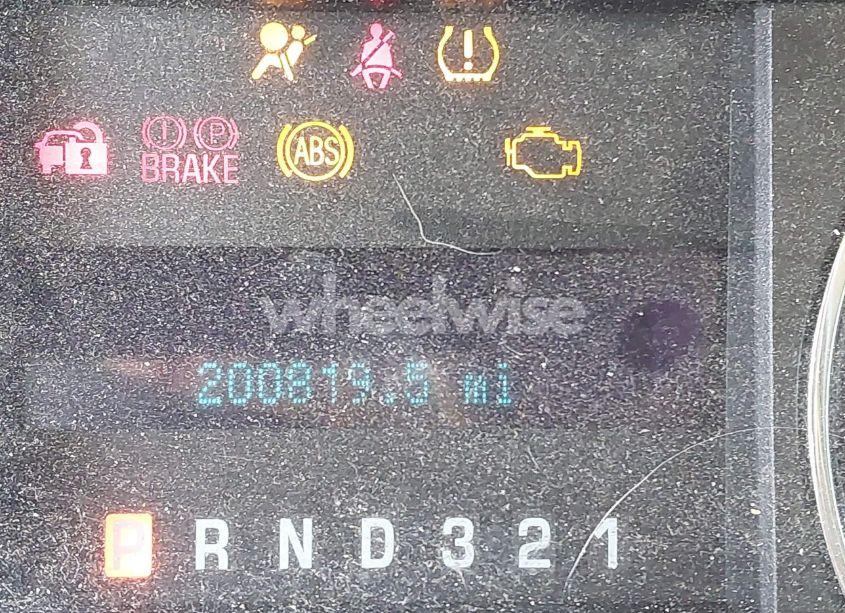 P
BRAKE
ABS
wheelwise
200819.5 mi
P R N D 3 2 1